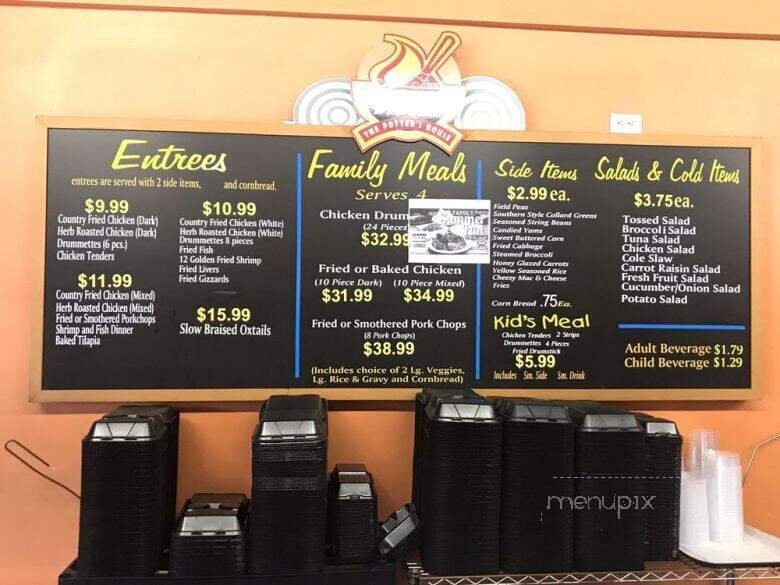 THE POTTER'S HOUSE
Entrees
entrees are served with 2 side items, and cornbread.
$9.99
Country Fried Chicken (Dark)
Herb Roasted Chicken (Dark)
Drummettes (6 pcs.)
Chicken Tenders
$11.99
Country Fried Chicken (Mixed)
Herb Roasted Chicken (Mixed)
Fried or Smothered Porkchops
Shrimp and Fish Dinner
Baked Tilapia
$10.99
Country Fried Chicken (White)
Herb Roasted Chicken (White)
Drummettes 8 pieces
Fried Fish
12 Golden Fried Shrimp
Fried Livers
Fried Gizzards
$15.99
Slow Braised Oxtails
Family Meals
Serves 4
Chicken Drum
(24 Pieces
$32.99
Fried or Baked Chicken
(10 Piece Dark) (10 Piece Mixed)
$31.99 $34.99
Fried or Smothered Pork Chops
(8 Pork Chops)
$38.99
(Includes choice of 2 Lg. Veggies,
Lg. Rice & Gravy and Cornbread)
FAMILY
Summer
Side Items
$2.99 ea.
Field Peas
Southern Style Collard Greens
Seasoned String Beans
Candied Yams
Sweet Buttered Corn
Fried Cabbage
Steamed Broccoli
Honey Glazed Carrots
Yellow Seasoned Rice
Cheesy Mac & Cheese
Fries
Corn Bread .75 Ea.
Kid's Meal
Chicken Tenders 2 Strips
Drummettes 4 Pieces
Fried Drumstick
$5.99
Includes Sm. Side Sm. Drink
Salads & Cold Items
$3.75 ea.
Tossed Salad
Broccoli Salad
Tuna Salad
Chicken Salad
Cole Slaw
Carrot Raisin Salad
Fresh Fruit Salad
Cucumber/Onion Salad
Potato Salad
Adult Beverage $1.79
Child Beverage $1.29
menupix